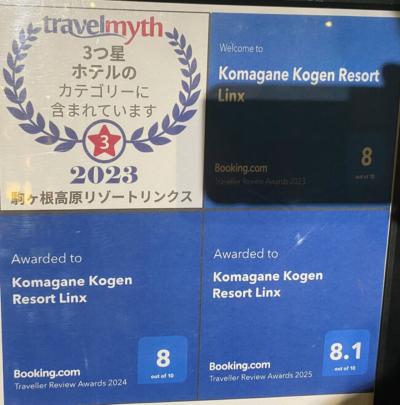 travelmyth
3つ星
ホテルの
カテゴリーに
含まれています
3
2023
駒ヶ根高原リゾートリンクス
Welcome to
Komagane Kogen Resort
Linx
8
out of 10
Booking.com
Traveller Review Awards 2023
Awarded to
Komagane Kogen
Resort Linx
8
out of 10
Booking.com
Traveller Review Awards 2024
Awarded to
Komagane Kogen
Resort Linx
8.1
out of 10
Booking.com
Traveller Review Awards 2025